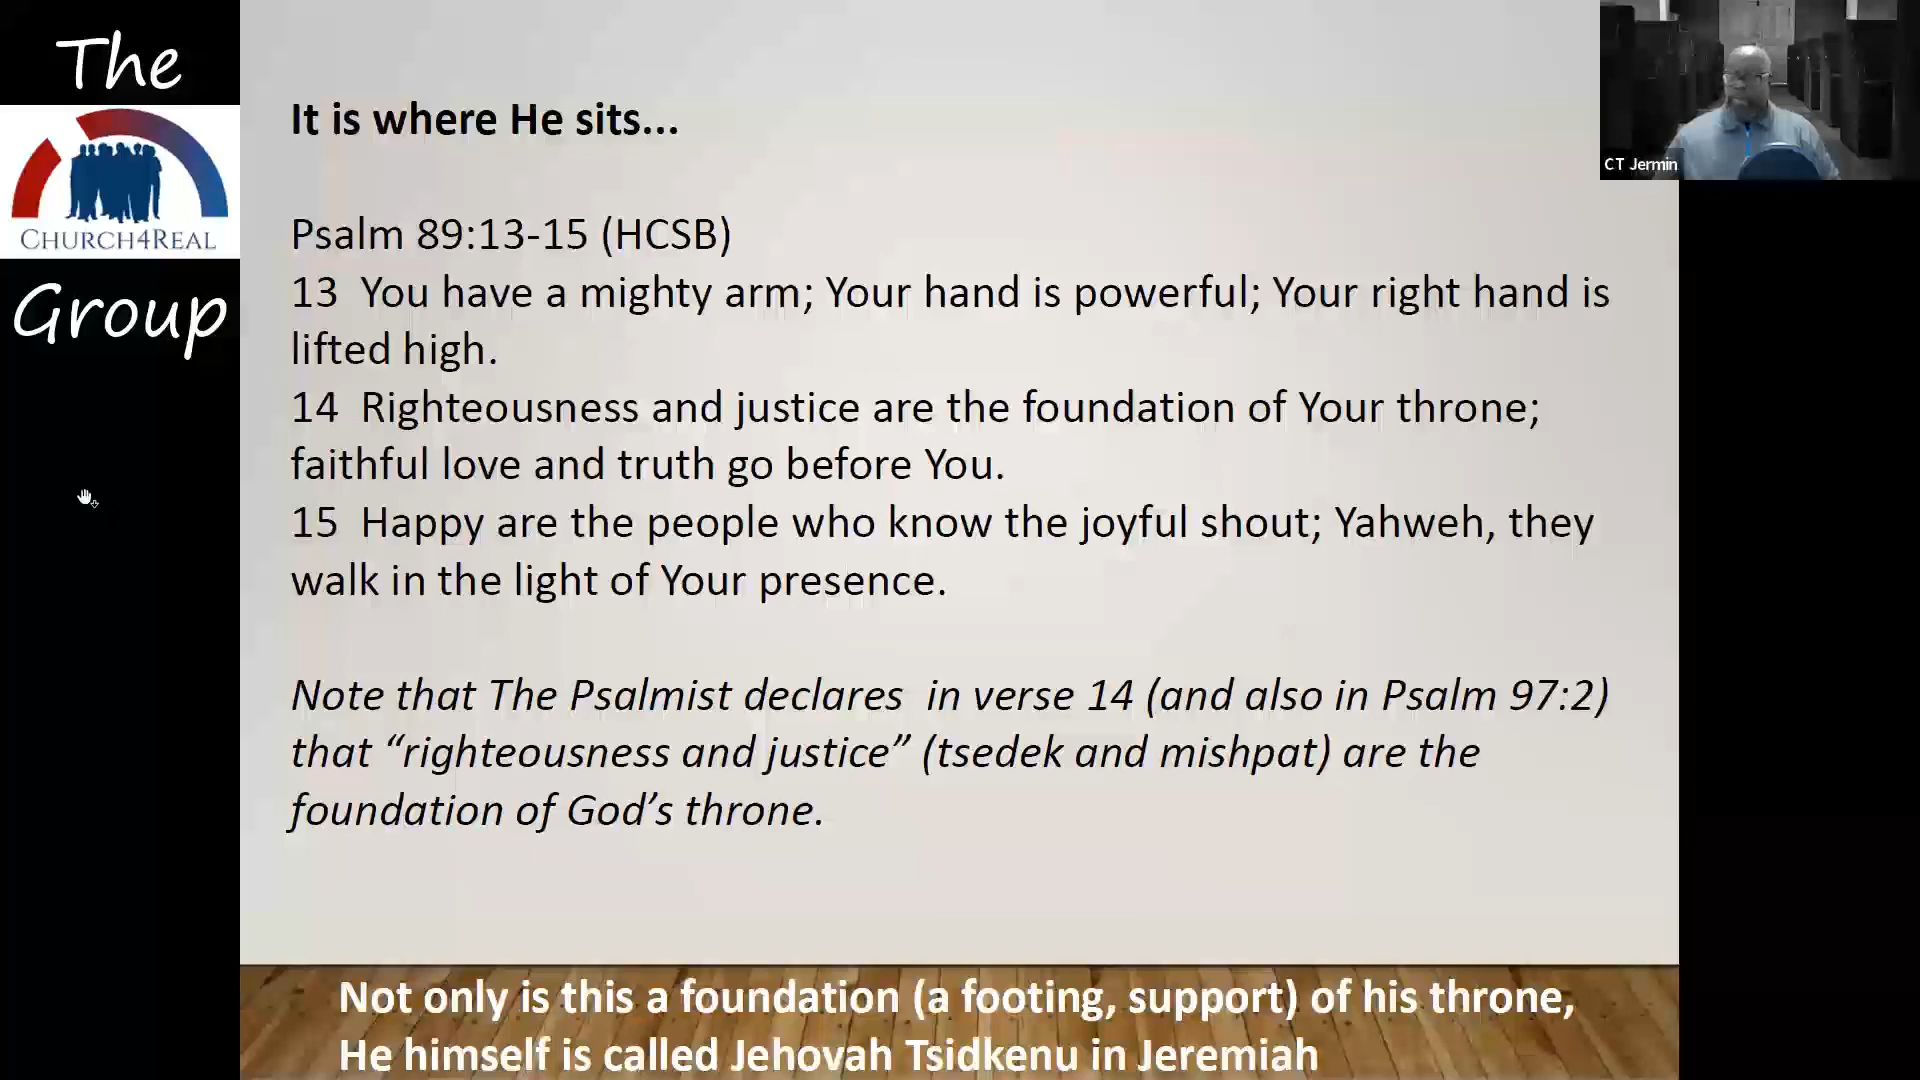 The
CHURCH4REAL
Group
It is where He sits...
Psalm 89:13-15 (HCSB)
13 You have a mighty arm; Your hand is powerful; Your right hand is
lifted high.
14 Righteousness and justice are the foundation of Your throne;
faithful love and truth go before You.
15 Happy are the people who know the joyful shout; Yahweh, they
walk in the light of Your presence.
Note that The Psalmist declares in verse 14 (and also in Psalm 97:2)
that “righteousness and justice” (tsedek and mishpat) are the
foundation of God’s throne.
Not only is this a foundation (a footing, support) of his throne,
He himself is called Jehovah Tsidkenu in Jeremiah
CT Jermin